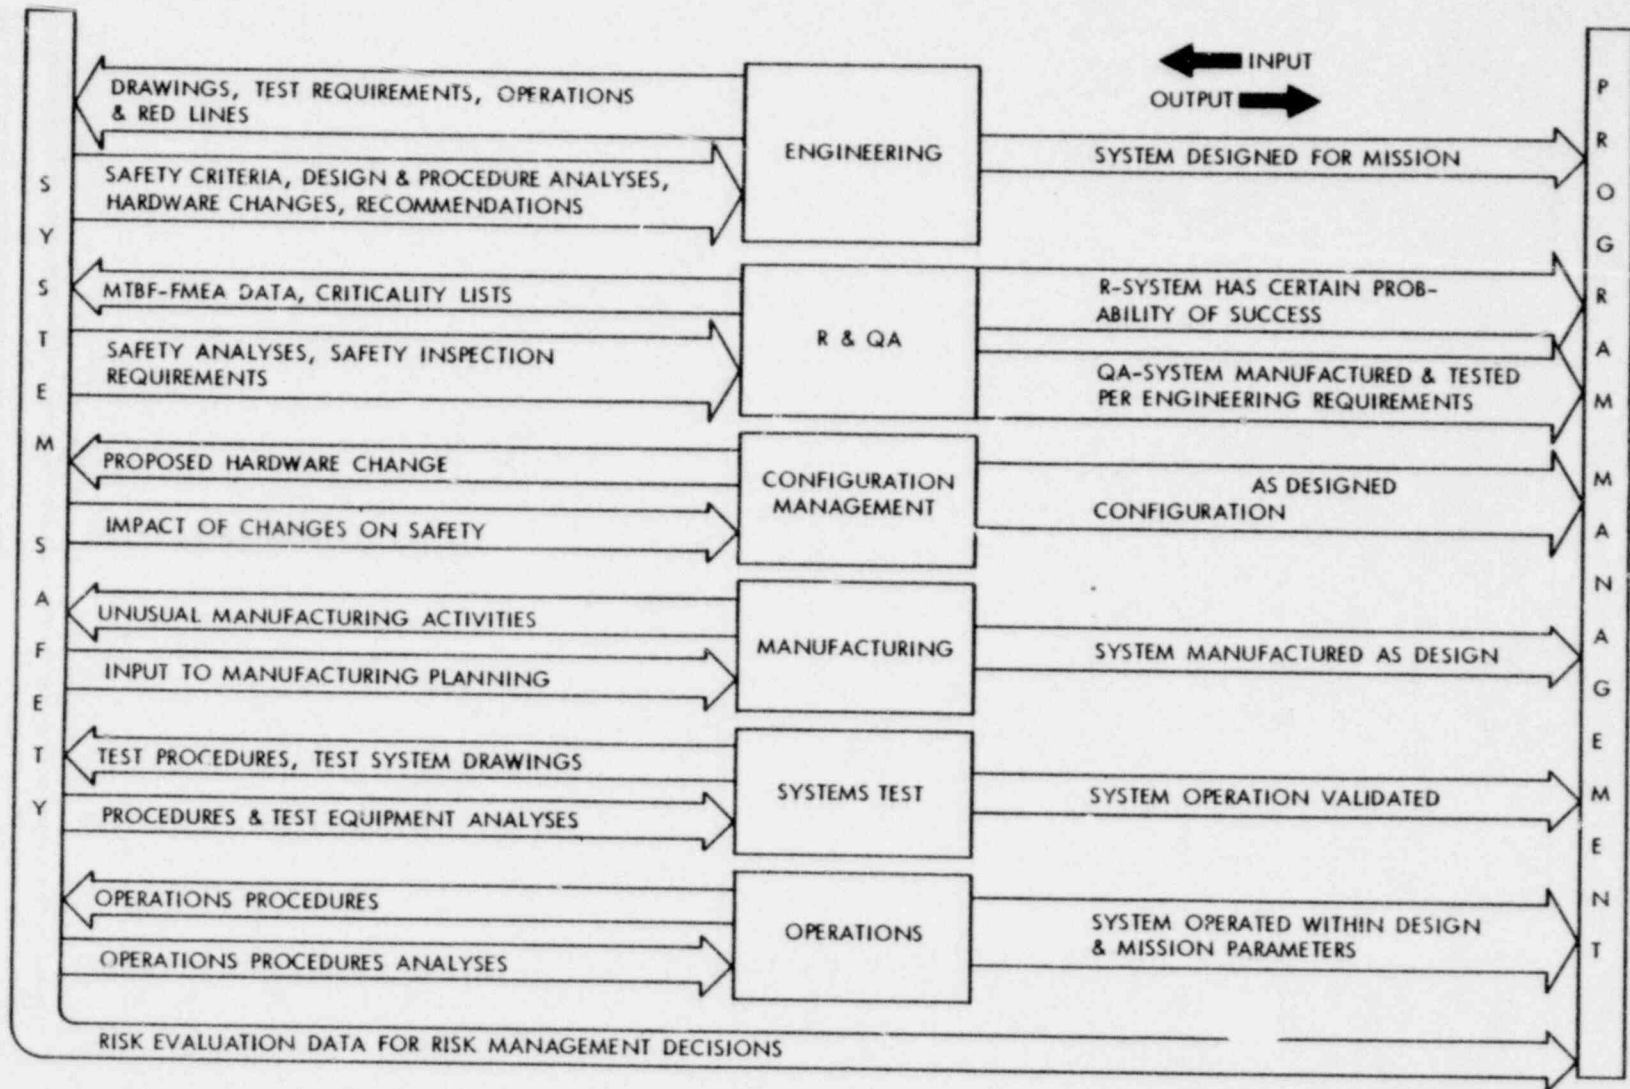 INPUT
OUTPUT
SYSTEM SAFETY
DRAWINGS, TEST REQUIREMENTS, OPERATIONS
& RED LINES
SAFETY CRITERIA, DESIGN & PROCEDURE ANALYSES,
HARDWARE CHANGES, RECOMMENDATIONS
ENGINEERING
SYSTEM DESIGNED FOR MISSION
MTBF-FMEA DATA, CRITICALITY LISTS
SAFETY ANALYSES, SAFETY INSPECTION
REQUIREMENTS
R & QA
R-SYSTEM HAS CERTAIN PROB-
ABILITY OF SUCCESS
QA-SYSTEM MANUFACTURED & TESTED
PER ENGINEERING REQUIREMENTS
PROPOSED HARDWARE CHANGE
IMPACT OF CHANGES ON SAFETY
CONFIGURATION
MANAGEMENT
AS DESIGNED
CONFIGURATION
UNUSUAL MANUFACTURING ACTIVITIES
INPUT TO MANUFACTURING PLANNING
MANUFACTURING
SYSTEM MANUFACTURED AS DESIGN
TEST PROCEDURES, TEST SYSTEM DRAWINGS
PROCEDURES & TEST EQUIPMENT ANALYSES
SYSTEMS TEST
SYSTEM OPERATION VALIDATED
OPERATIONS PROCEDURES
OPERATIONS PROCEDURES ANALYSES
OPERATIONS
SYSTEM OPERATED WITHIN DESIGN
& MISSION PARAMETERS
RISK EVALUATION DATA FOR RISK MANAGEMENT DECISIONS
PROGRAM MANAGEMENT